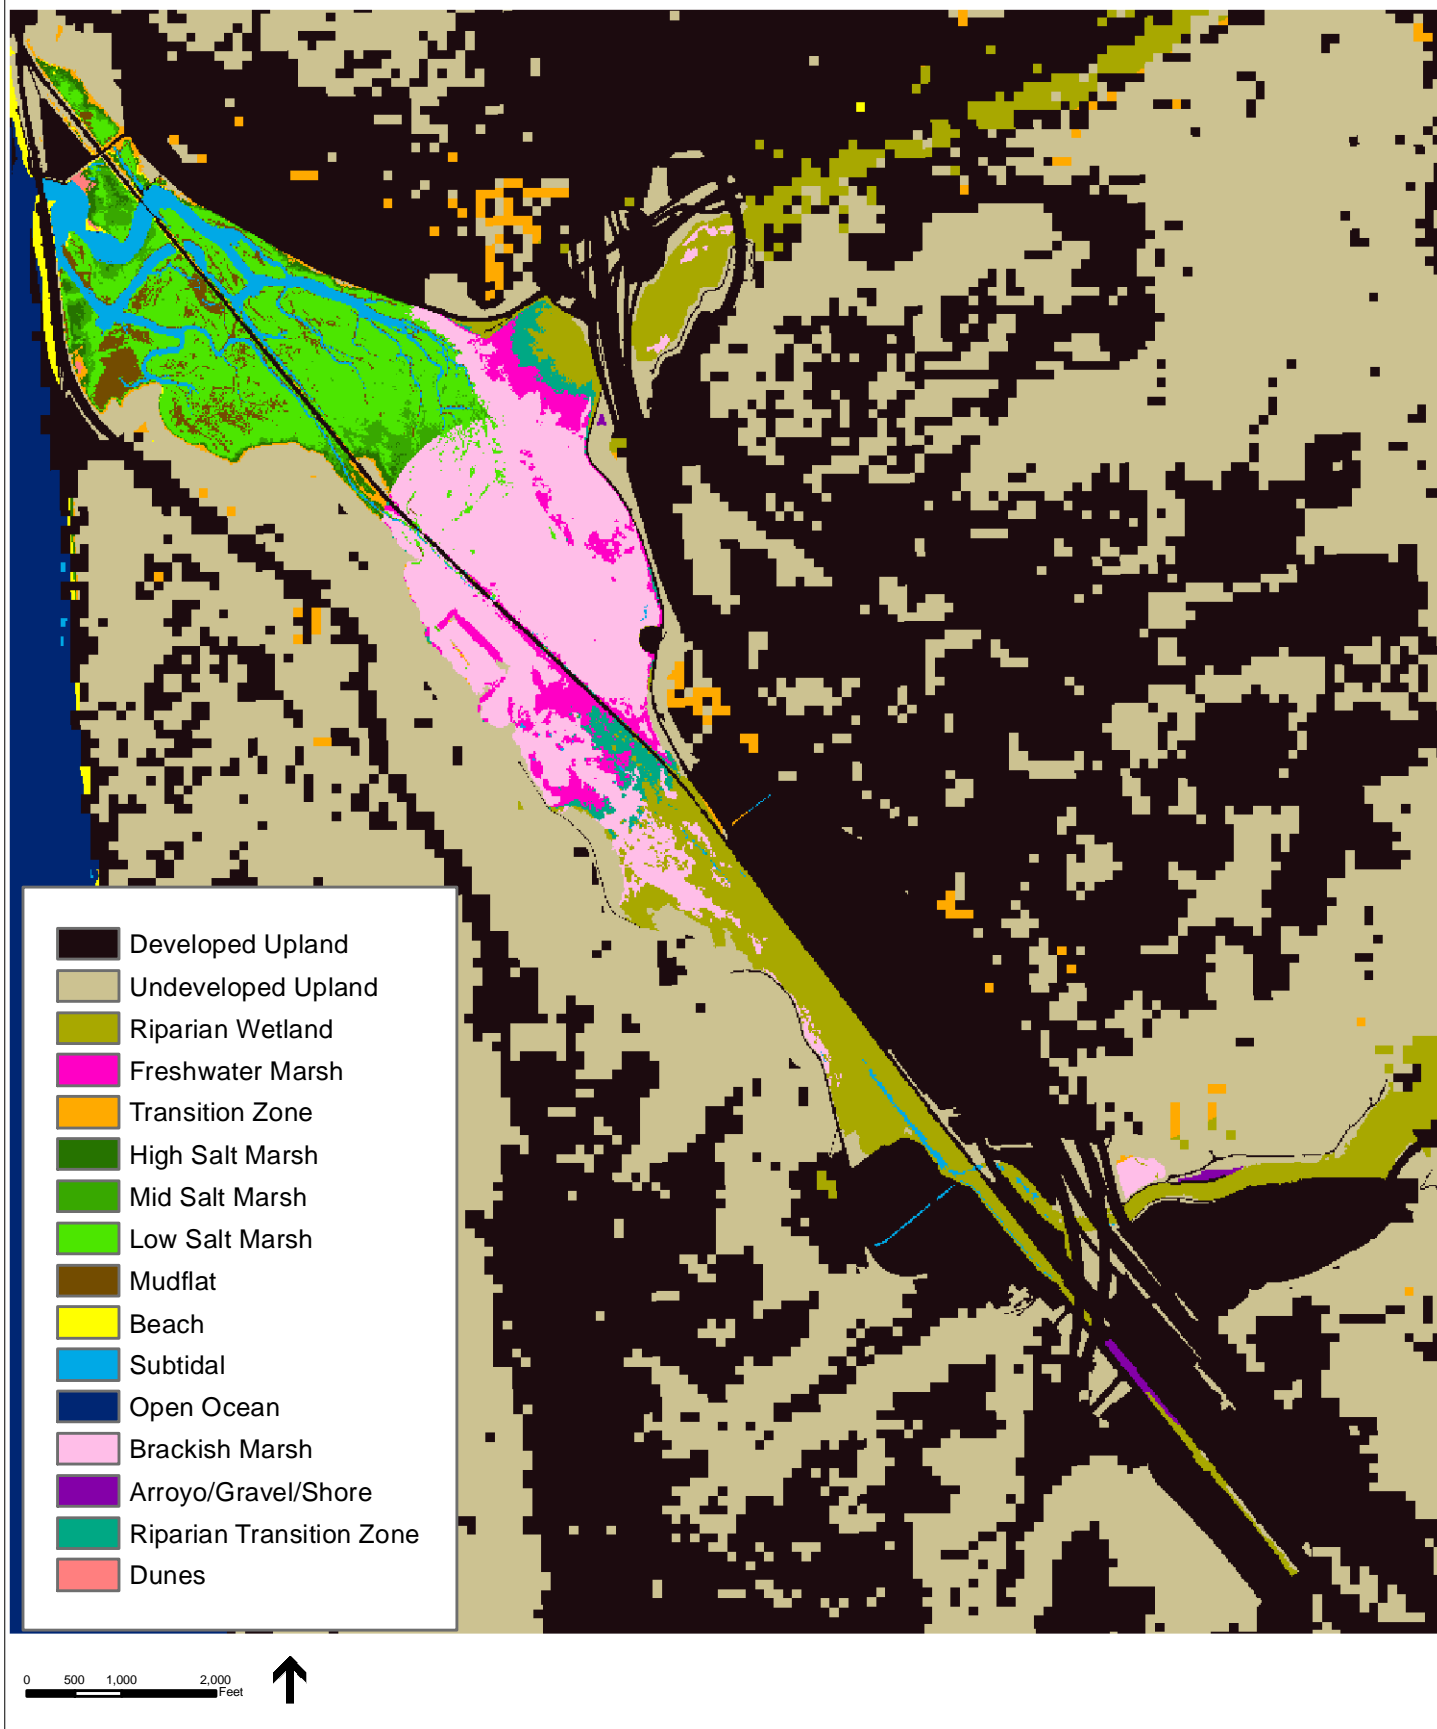 Developed Upland
Undeveloped Upland
Riparian Wetland
Freshwater Marsh
Transition Zone
High Salt Marsh
Mid Salt Marsh
Low Salt Marsh
Mudflat
Beach
Subtidal
Open Ocean
Brackish Marsh
Arroyo/Gravel/Shore
Riparian Transition Zone
Dunes
0 500 1,000 2,000
Feet